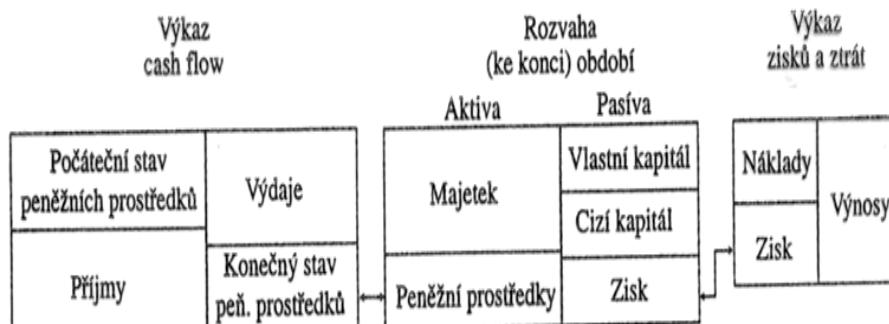 Výkaz
cash flow
Rozvaha
(ke konci) období
Výkaz
zisků a ztrát
Aktiva
Pasíva
Počáteční stav
peněžních prostředků
Výdaje
Příjmy
Konečný stav
peň. prostředků
Majetek
Peněžní prostředky
Vlastní kapitál
Cizí kapitál
Zisk
Náklady
Zisk
Výnosy